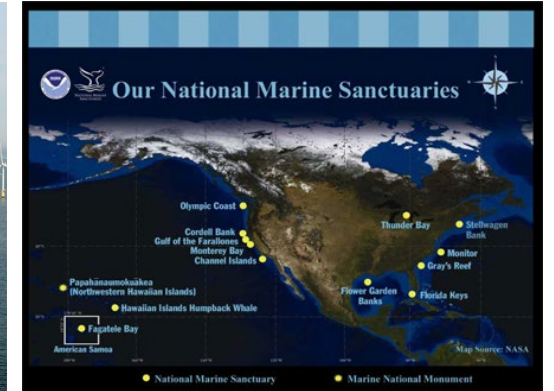 Our National Marine Sanctuaries
Olympic Coast
Cordell Bank
Gulf of the Farallones
Monterey Bay
Channel Islands
Thunder Bay
Stellwagen
Bank
Monitor
Gray's Reef
Flower Garden
Banks
Florida Keys
Papahānaumokuākea
(Northwestern Hawaiian Islands)
Hawaiian Islands Humpback Whale
Fagatele Bay
American Samoa
Map Source: NASA
National Marine Sanctuary
Marine National Monument